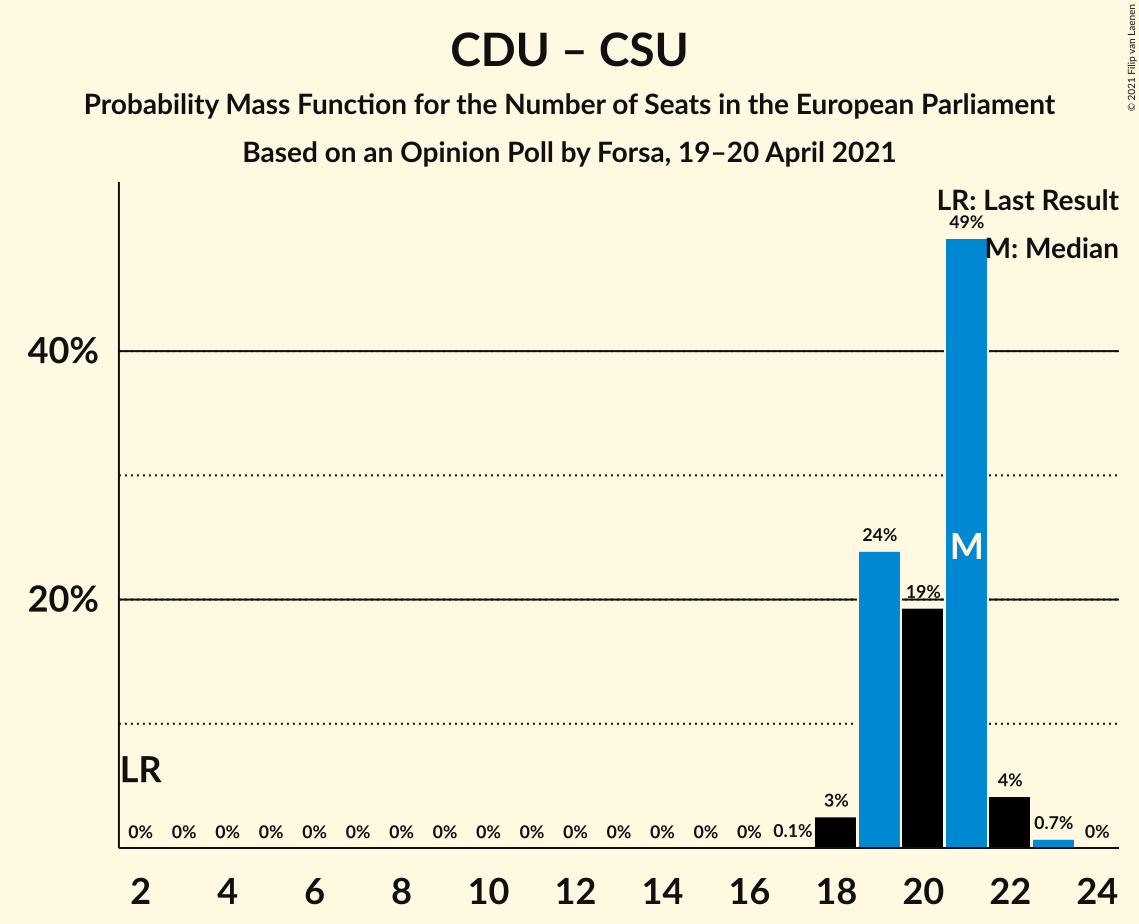 © 2021 Filip van Laenen
CDU – CSU
Probability Mass Function for the Number of Seats in the European Parliament
Based on an Opinion Poll by Forsa, 19–20 April 2021
LR: Last Result
49%
M: Median
40%
24%
M
20%
19%
LR
4%
3%
0% 0% 0% 0% 0% 0% 0% 0% 0% 0% 0% 0% 0% 0% 0% 0.1% 0.7% 0%
2 4 6 8 10 12 14 16 18 20 22 24